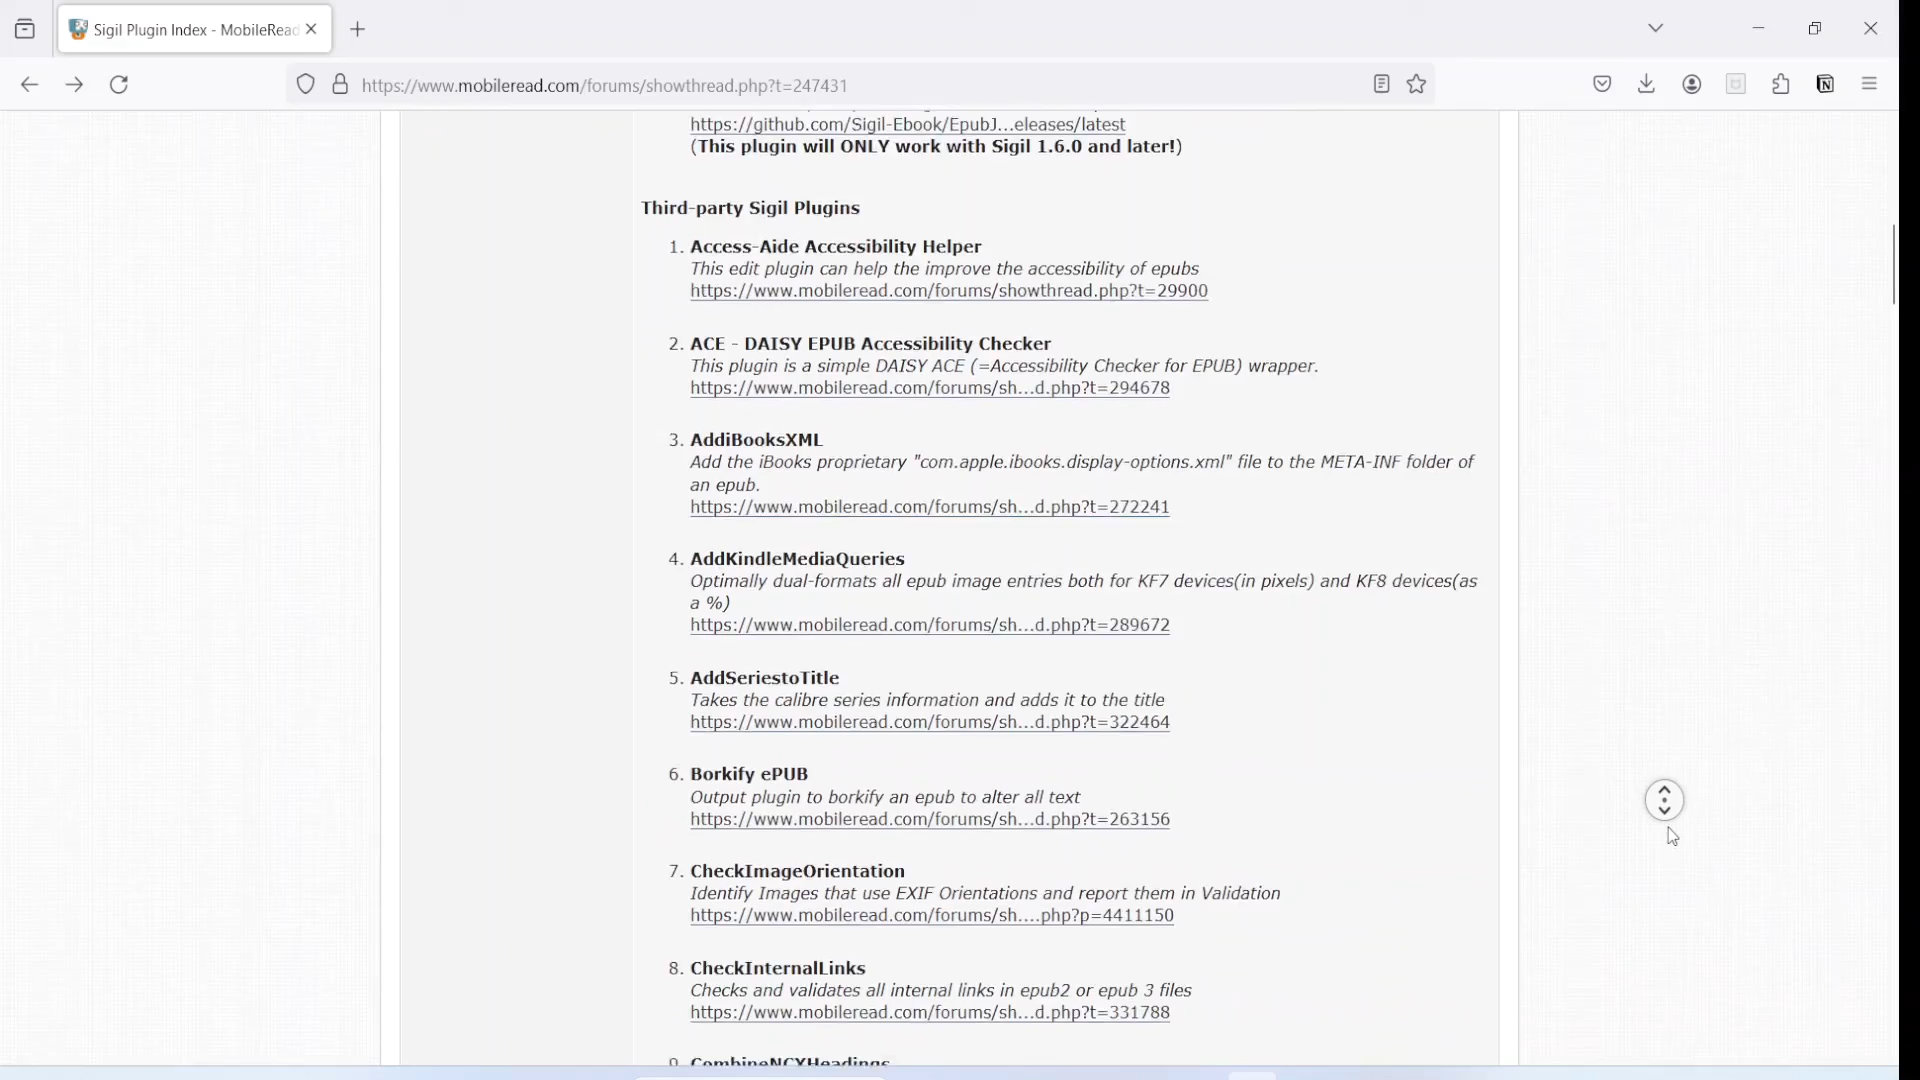 Sigil Plugin Index - MobileRead
https://www.mobileread.com/forums/showthread.php?t=247431
https://github.com/Sigil-Ebook/EpubJ...eleases/latest
(This plugin will ONLY work with Sigil 1.6.0 and later!)
Third-party Sigil Plugins
1. Access-Aide Accessibility Helper
This edit plugin can help the improve the accessibility of epubs
https://www.mobileread.com/forums/showthread.php?t=29900
2. ACE - DAISY EPUB Accessibility Checker
This plugin is a simple DAISY ACE (=Accessibility Checker for EPUB) wrapper.
https://www.mobileread.com/forums/sh...d.php?t=294678
3. AddiBooksXML
Add the iBooks proprietary "com.apple.ibooks.display-options.xml" file to the META-INF folder of
an epub.
https://www.mobileread.com/forums/sh...d.php?t=272241
4. AddKindleMediaQueries
Optimally dual-formats all epub image entries both for KF7 devices(in pixels) and KF8 devices(as
a %)
https://www.mobileread.com/forums/sh...d.php?t=289672
5. AddSeriestoTitle
Takes the calibre series information and adds it to the title
https://www.mobileread.com/forums/sh...d.php?t=322464
6. Borkify ePUB
Output plugin to borkify an epub to alter all text
https://www.mobileread.com/forums/sh...d.php?t=263156
7. CheckImageOrientation
Identify Images that use EXIF Orientations and report them in Validation
https://www.mobileread.com/forums/sh....php?p=4411150
8. CheckInternalLinks
Checks and validates all internal links in epub2 or epub 3 files
https://www.mobileread.com/forums/sh...d.php?t=331788
9. CombineNCXHeadings